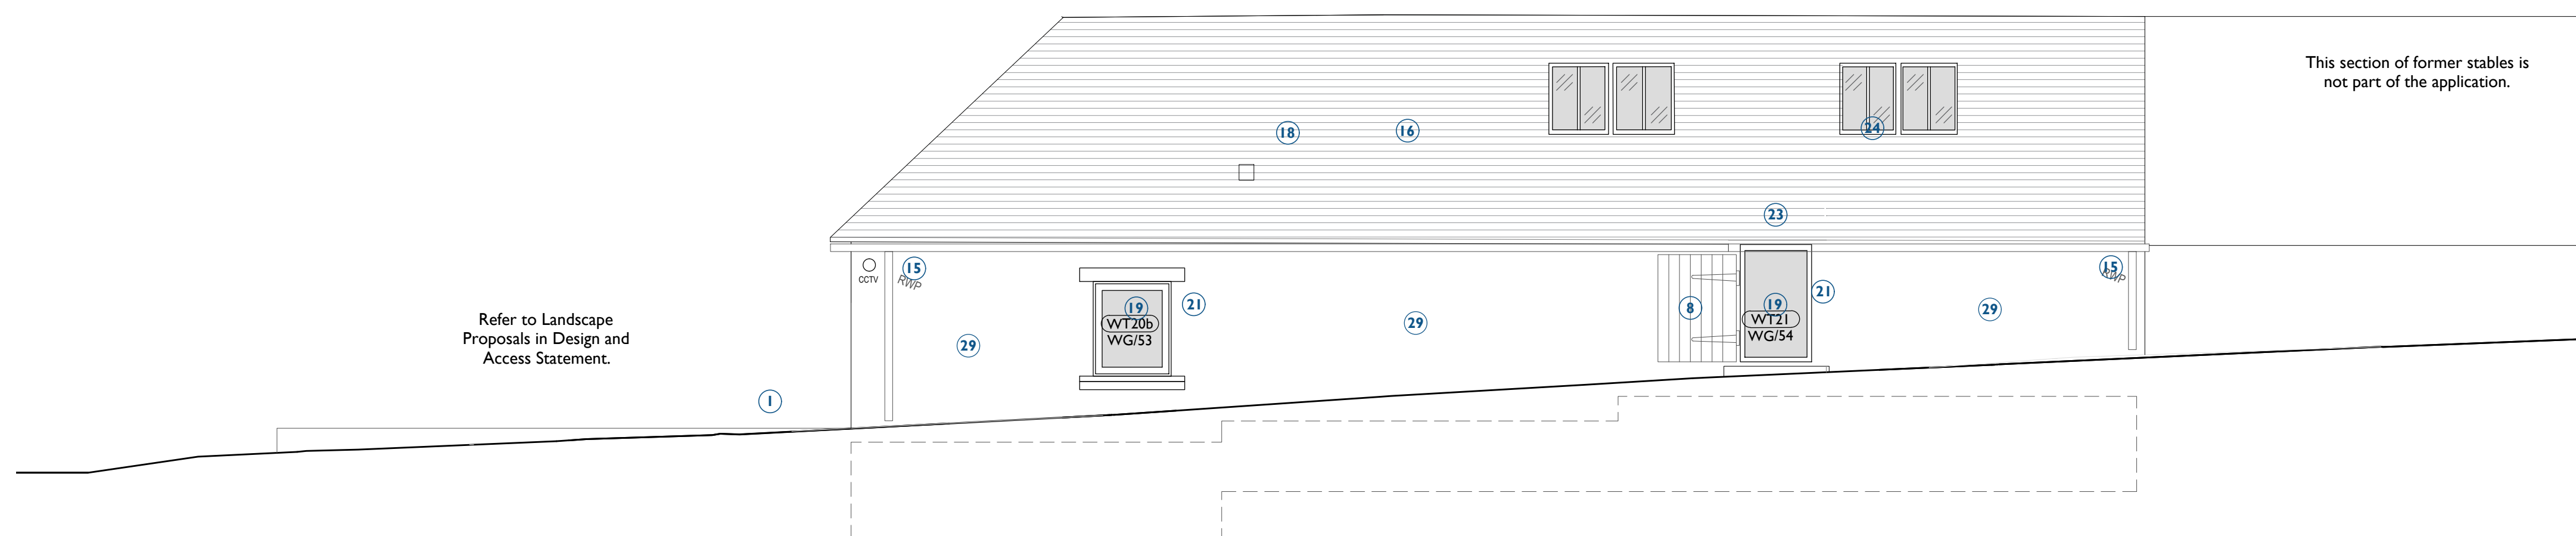 This section of former stables is
not part of the application.
18
16
24
23
CCTV
15
RWP
15
RWP
19
21
WT20b
WG/53
8
19
21
WT21
WG/54
29
29
29
Refer to Landscape
Proposals in Design and
Access Statement.
1